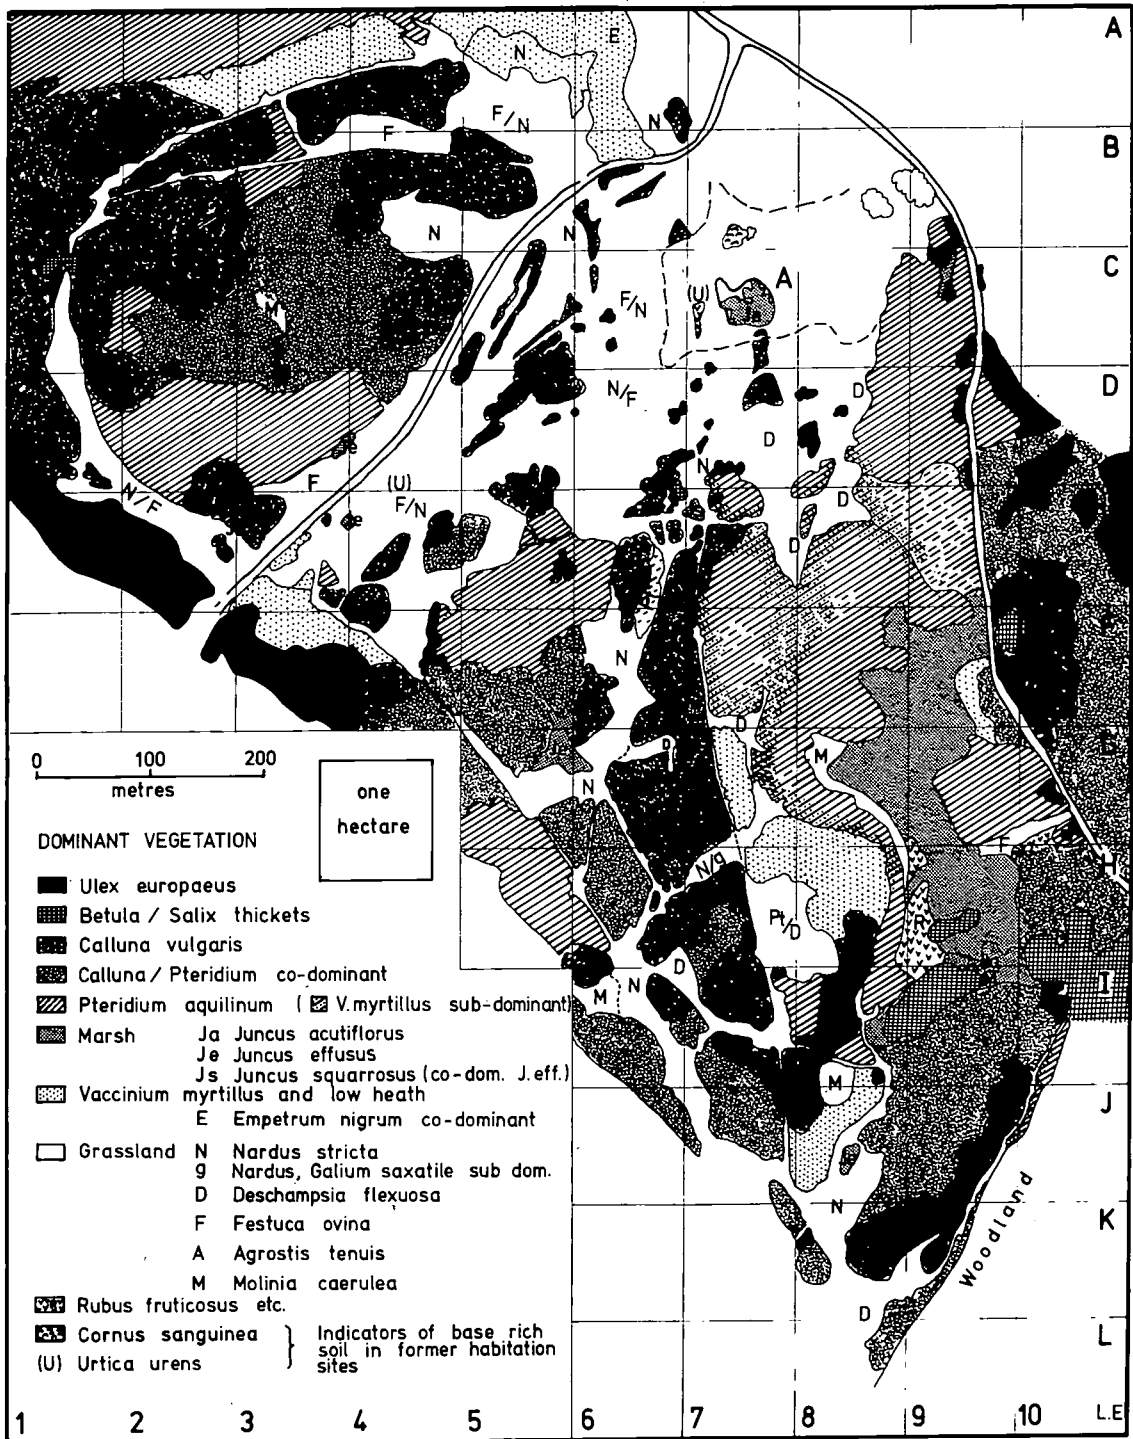 A
E
N
F/N
N
F
B
N
N
C
A
F/N
(U)
M
D
N/F
D
D
e
N
F
(U)
F/N
D
N/F
e
D
N
D
M
N
0 100 200
metres
one
hectare
F
H
N/g
DOMINANT VEGETATION
Ulex europaeus
Betula / Salix thickets
Calluna vulgaris
Calluna / Pteridium co-dominant
Pteridium aquilinum ( V. myrtillus sub-dominant)
Marsh Ja Juncus acutiflorus
Je Juncus effusus
Js Juncus squarrosus (co-dom. J. eff.)
Vaccinium myrtillus and low heath
E Empetrum nigrum co-dominant
Grassland N Nardus stricta
g Nardus, Galium saxatile sub dom.
D Deschampsia flexuosa
F Festuca ovina
A Agrostis tenuis
M Molinia caerulea
Rubus fruticosus etc.
Cornus sanguinea
(U) Urtica urens
Indicators of base rich
soil in former habitation
sites
Pt/D
R
D
I
M
N
M
J
N
K
Woodland
D
L
1 2 3 4 5 6 7 8 9 10 L.E